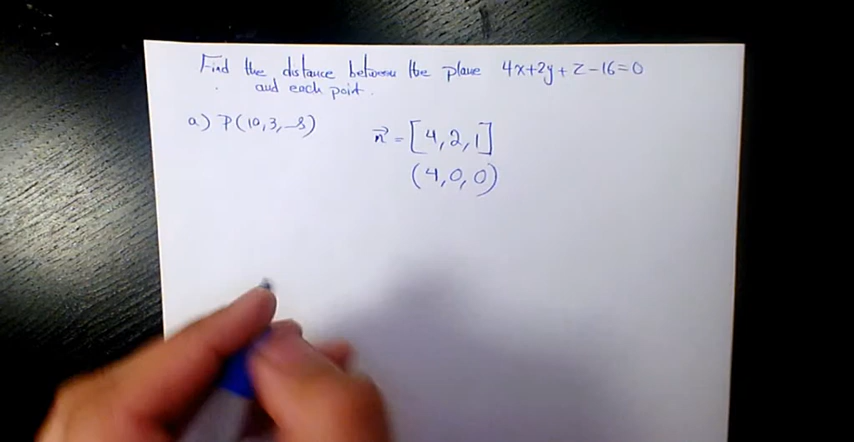 Find the distance between the plane 4x+2y+z-16=0
and each point.
a) P(10,3,-8) n⃗ = [4,2,1]
(4,0,0)